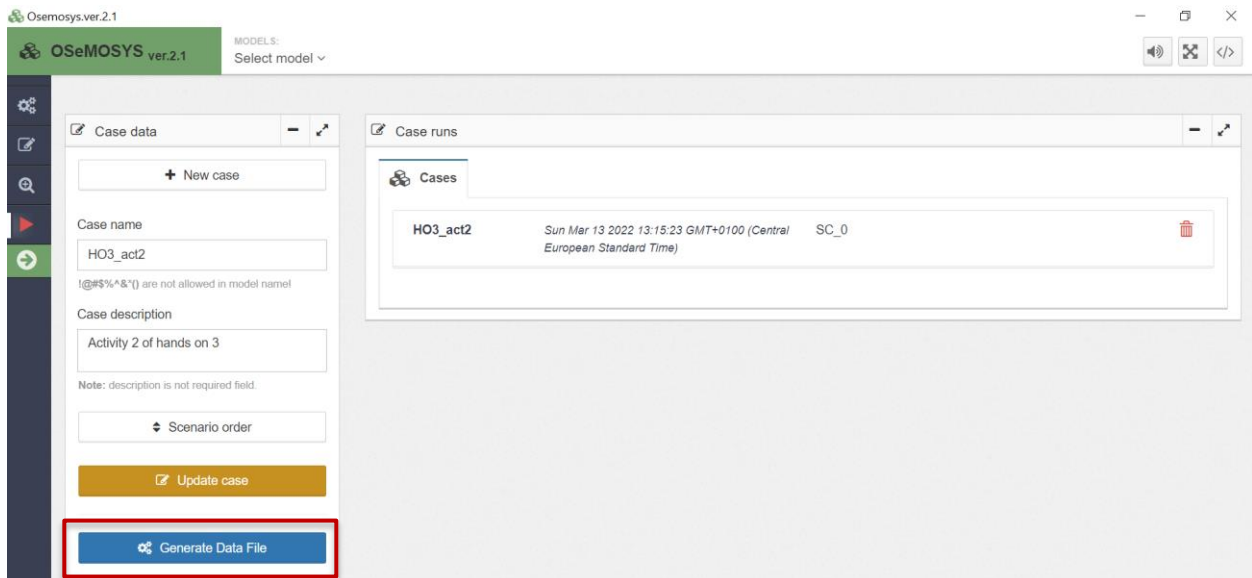 Osemosys.ver.2.1
OSeMOSYS ver.2.1
MODELS:
Select model
Case data
New case
Case name
HO3_act2
!@#$%^&*() are not allowed in model name!
Case description
Activity 2 of hands on 3
Note: description is not required field.
Scenario order
Update case
Generate Data File
Case runs
Cases
HO3_act2
Sun Mar 13 2022 13:15:23 GMT+0100 (Central
European Standard Time)
SC_0